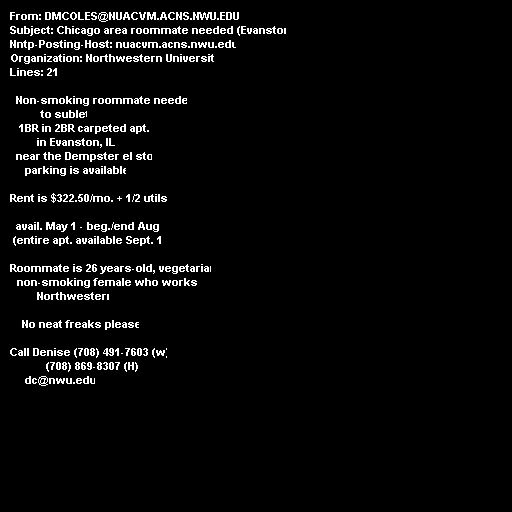 From: DMCOLES@NUACVM.ACNS.NWU.EDU
Subject: Chicago area roommate needed (Evanston
Nntp-Posting-Host: nuacvm.acns.nwu.edu
Organization: Northwestern Universit
Lines: 21
Non-smoking roommate neede
to sublet
1BR in 2BR carpeted apt.
in Evanston, IL
near the Dempster el sto
parking is available
Rent is $322.50/mo. + 1/2 utils
avail. May 1 - beg./end Aug
(entire apt. available Sept. 1
Roommate is 26 years-old, vegetarian
non-smoking female who works
Northwestern
No neat freaks please
Call Denise (708) 491-7603 (w)
(708) 869-8307 (H)
dc@nwu.edu